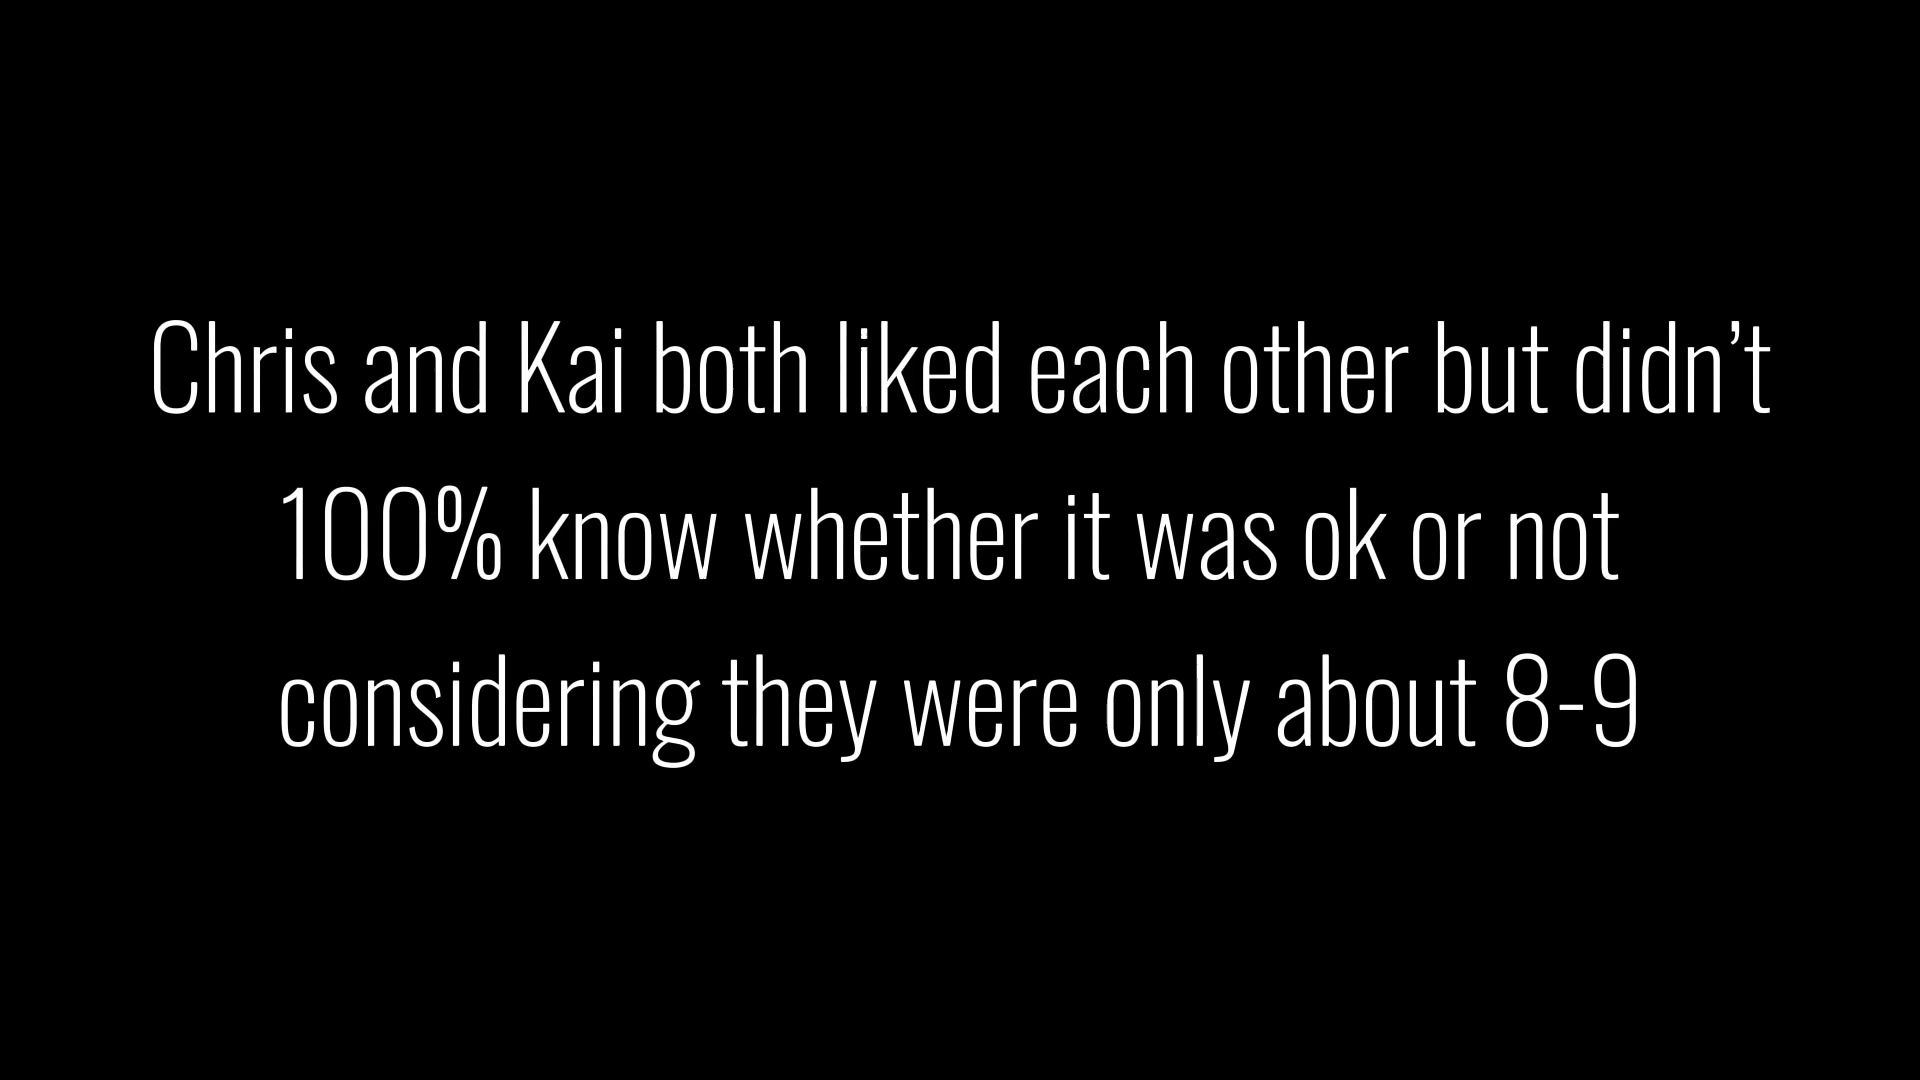 Chris and Kai both liked each other but didn’t
100% know whether it was ok or not
considering they were only about 8-9